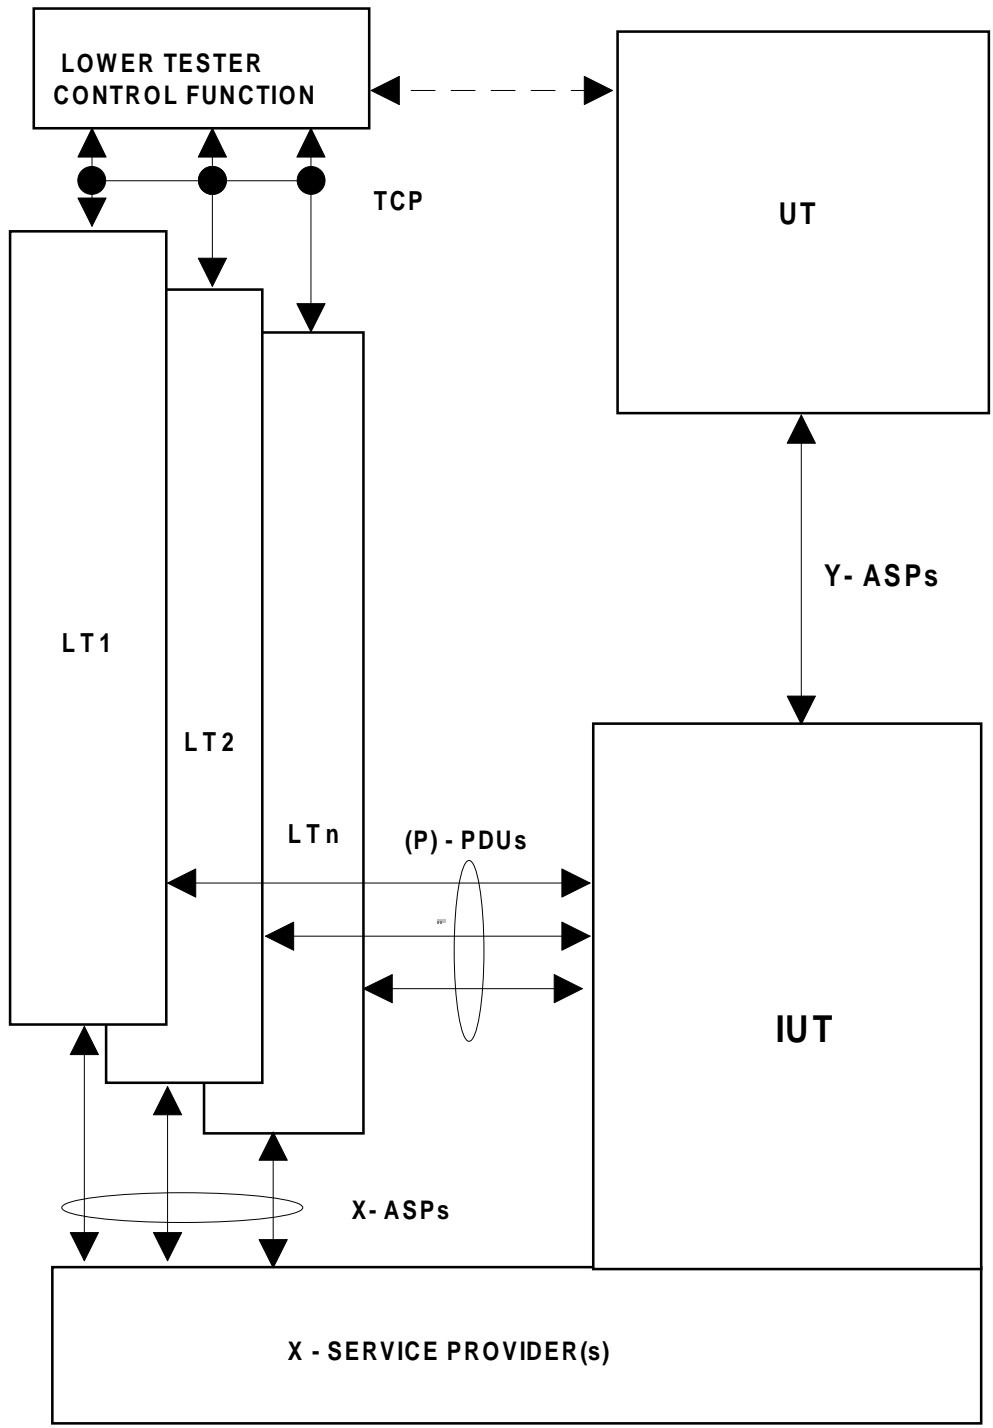 LOWER TESTER
CONTROL FUNCTION
TCP
UT
Y- ASPs
LT1
LT2
LTn
(P) - PDUs
IUT
X- ASPs
X - SERVICE PROVIDER(s)